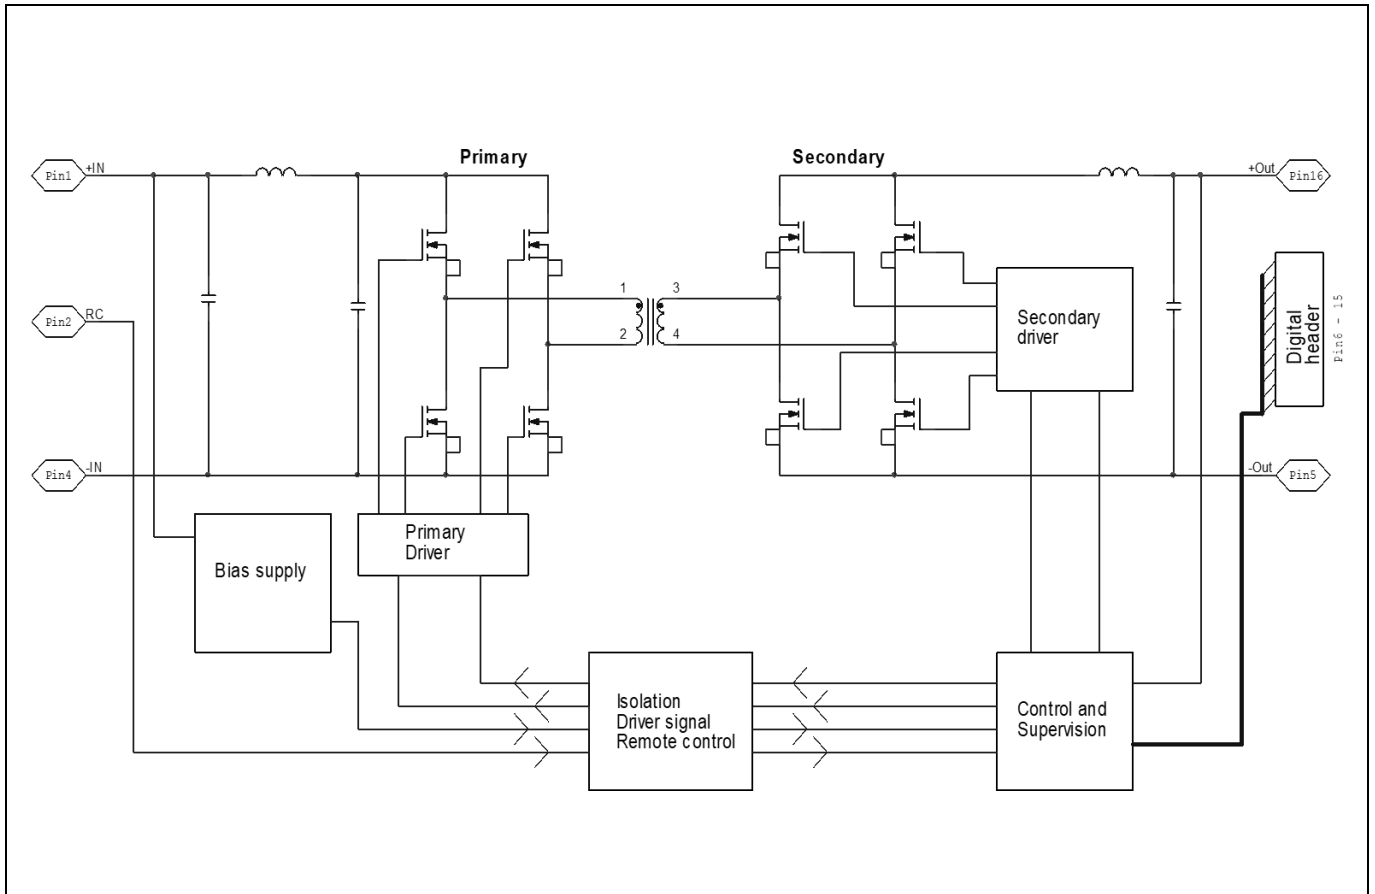 Primary
Secondary
Pin1
+IN
+Out
Pin16
1
3
2
4
Pin2
RC
Secondary
driver
Digital
header
Pin6 - 15
Pin4
-IN
-Out
Pin5
Primary
Driver
Bias supply
Isolation
Driver signal
Remote control
Control and
Supervision